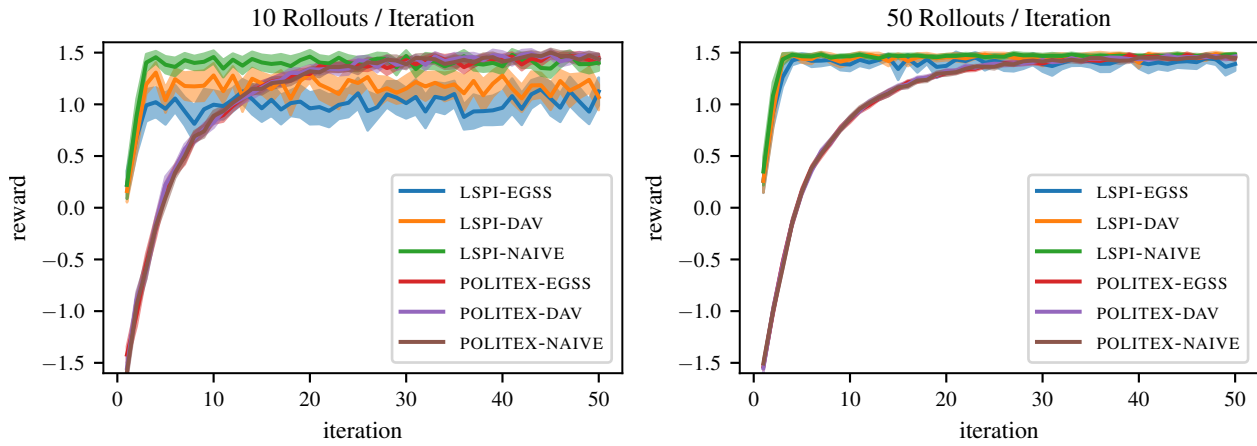 10 Rollouts / Iteration
1.5
1.0
0.5
0.0
−0.5
−1.0
−1.5
reward
LSPI-EGSS
LSPI-DAV
LSPI-NAIVE
POLITEX-EGSS
POLITEX-DAV
POLITEX-NAIVE
0 10 20 30 40 50
iteration
50 Rollouts / Iteration
1.5
1.0
0.5
0.0
−0.5
−1.0
−1.5
reward
LSPI-EGSS
LSPI-DAV
LSPI-NAIVE
POLITEX-EGSS
POLITEX-DAV
POLITEX-NAIVE
0 10 20 30 40 50
iteration